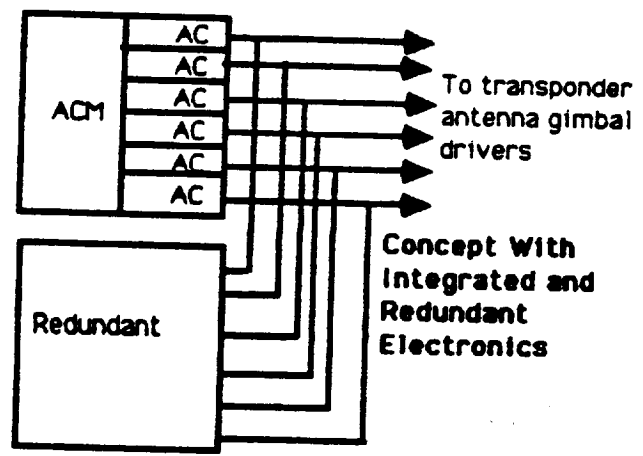 AC
AC
AC
ACM
AC
AC
AC
To transponder
antenna gimbal
drivers
Concept With
Integrated and
Redundant
Electronics
Redundant